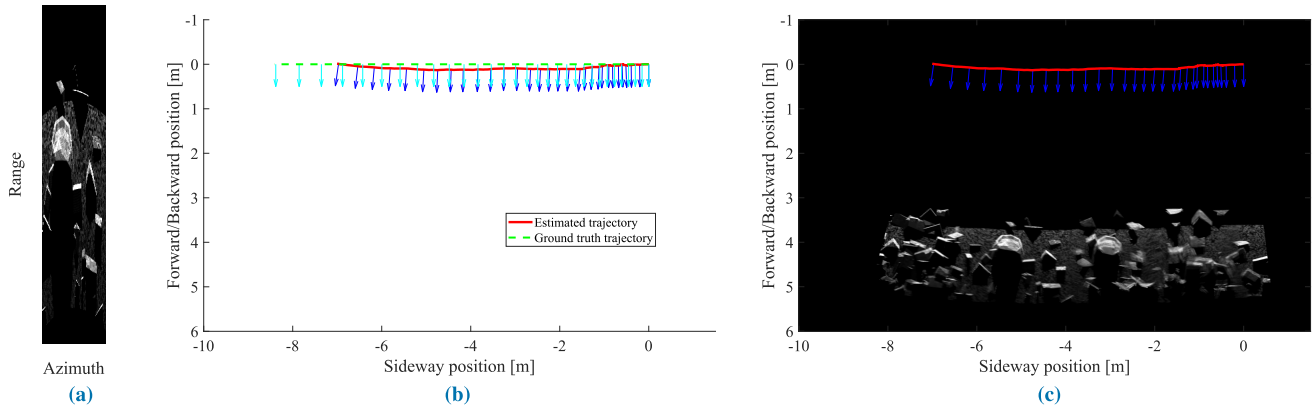 Range
Azimuth
(a)
-1
0
1
2
3
4
5
6
Forward/Backward position [m]
-10
-8
-6
-4
-2
0
Sideway position [m]
Estimated trajectory
Ground truth trajectory
(b)
-1
0
1
2
3
4
5
6
Forward/Backward position [m]
-10
-8
-6
-4
-2
0
Sideway position [m]
(c)